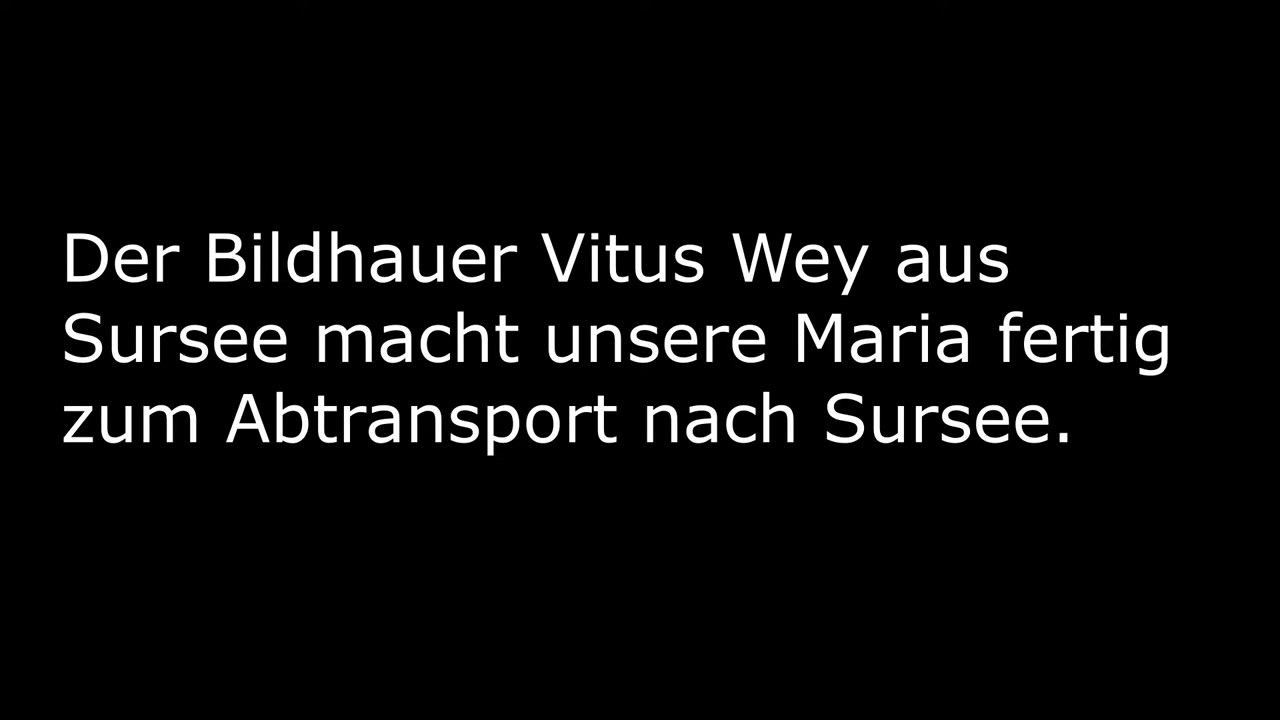 Der Bildhauer Vitus Wey aus
Sursee macht unsere Maria fertig
zum Abtransport nach Sursee.